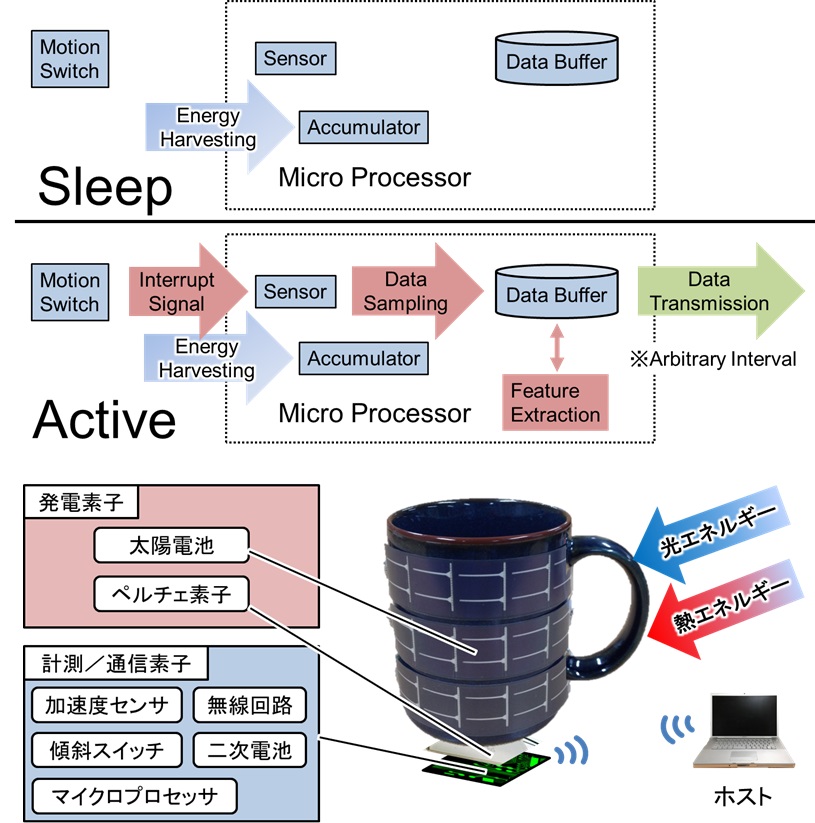 Motion
Switch
Sensor
Data Buffer
Energy
Harvesting
Accumulator
Sleep
Micro Processor
Motion
Switch
Interrupt
Signal
Sensor
Data
Sampling
Data Buffer
Data
Transmission
Energy
Harvesting
Accumulator
※Arbitrary Interval
Active
Micro Processor
Feature
Extraction
発電素子
太陽電池
ペルチェ素子
光エネルギー
熱エネルギー
計測／通信素子
加速度センサ
無線回路
傾斜スイッチ
二次電池
マイクロプロセッサ
ホスト